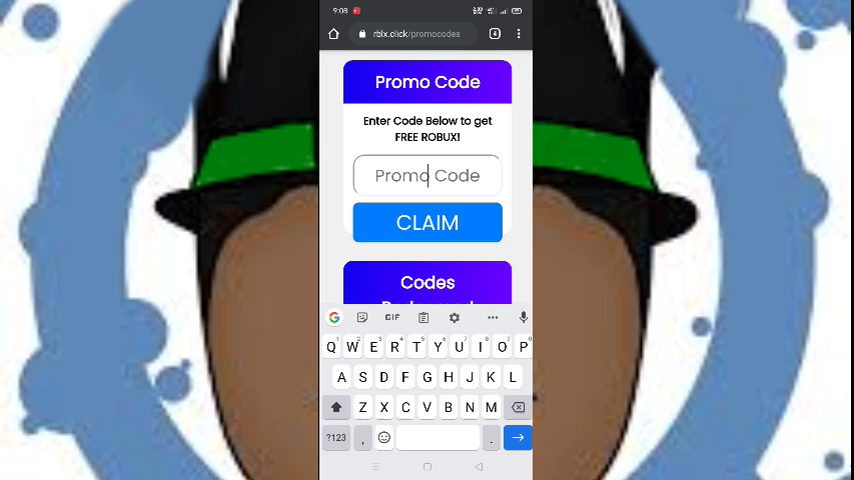 9:08
rblx.click/promocodes
4
Promo Code
Enter Code Below to get
FREE ROBUX!
Promo Code
CLAIM
Codes
GIF
Q W E R T Y U I O P
A S D F G H J K L
Z X C V B N M
?123 , .